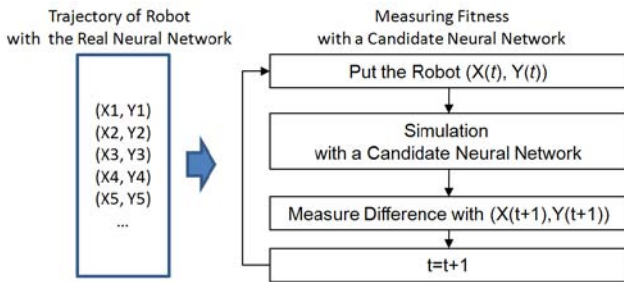 Trajectory of Robot
with the Real Neural Network
(X1, Y1)
(X2, Y2)
(X3, Y3)
(X4, Y4)
(X5, Y5)
...
Measuring Fitness
with a Candidate Neural Network
Put the Robot (X(t), Y(t))
Simulation
with a Candidate Neural Network
Measure Difference with (X(t+1),Y(t+1))
t=t+1